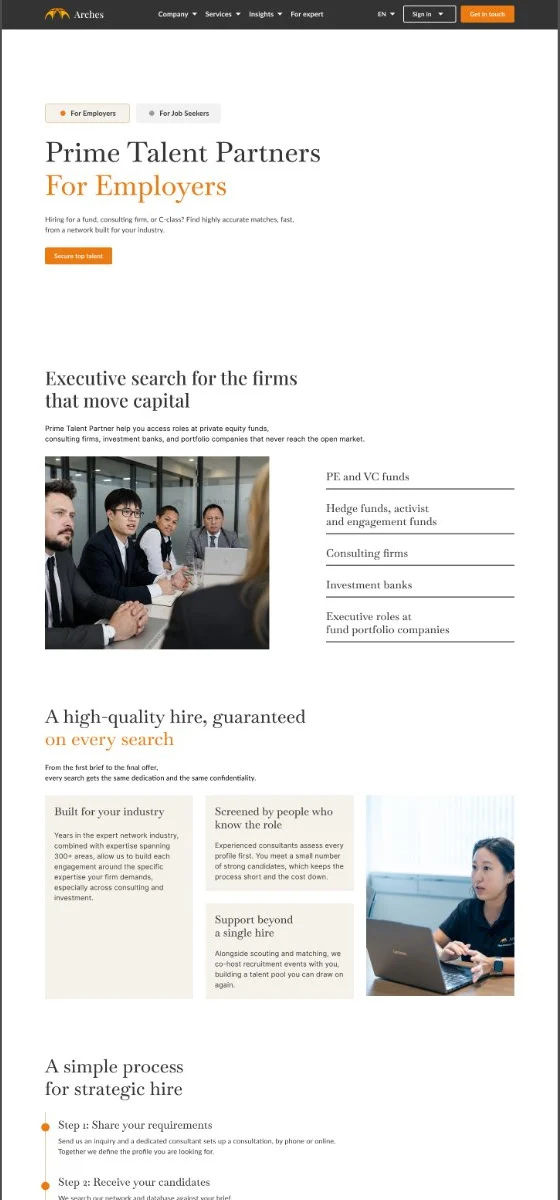 Arches
Company
Services
Insights
For expert
EN
Sign in
Get in touch
For Employers
For Job Seekers
Prime Talent Partners
For Employers
Hiring for a fund, consulting firm, or C-class? Find highly accurate matches, fast,
from a network built for your industry.
Secure top talent
Executive search for the firms
that move capital
Prime Talent Partner help you access roles at private equity funds,
consulting firms, investment banks, and portfolio companies that never reach the open market.
PE and VC funds
Hedge funds, activist
and engagement funds
Consulting firms
Investment banks
Executive roles at
fund portfolio companies
A high-quality hire, guaranteed
on every search
From the first brief to the final offer,
every search gets the same dedication and the same confidentiality.
Built for your industry
Years in the expert network industry,
combined with expertise spanning
300+ areas, allow us to build each
engagement around the specific
expertise your firm demands,
especially across consulting and
investment.
Screened by people who
know the role
Experienced consultants assess every
profile first. You meet a small number
of strong candidates, which keeps the
process short and the cost down.
Support beyond
a single hire
Alongside scouting and matching, we
co-host recruitment events with you,
building a talent pool you can draw on
again.
A simple process
for strategic hire
Step 1: Share your requirements
Send us an inquiry and a dedicated consultant sets up a consultation, by phone or online.
Together we define the profile you are looking for.
Step 2: Receive your candidates
We search our network and database against your brief